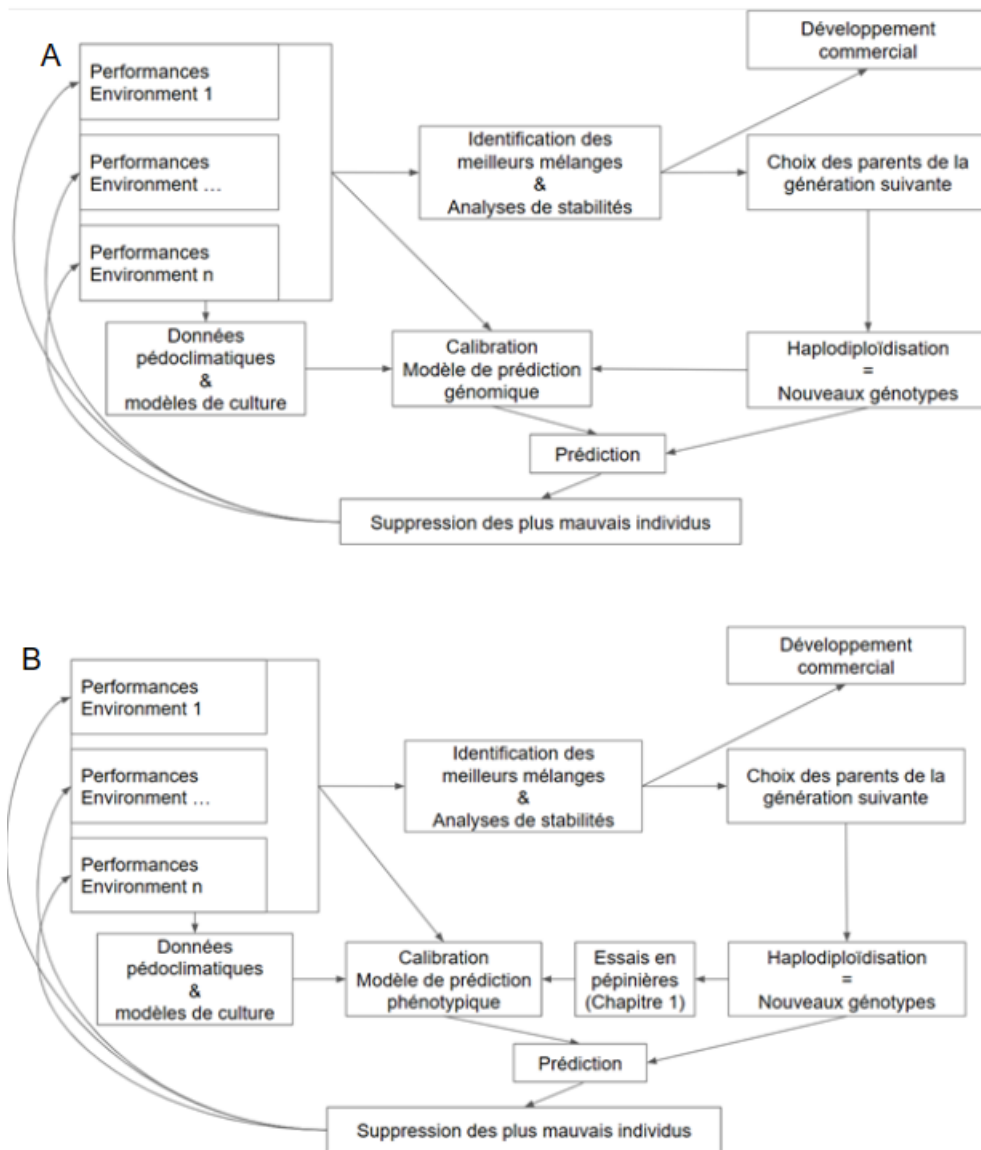 A
Performances
Environment 1
Performances
Environment ...
Performances
Environment n
Données
pédoclimatiques
&
modèles de culture
Identification des
meilleurs mélanges
&
Analyses de stabilités
Développement
commercial
Choix des parents de la
génération suivante
Calibration
Modèle de prédiction
génomique
Haplodiploïdisation
=
Nouveaux génotypes
Prédiction
Suppression des plus mauvais individus
B
Performances
Environment 1
Performances
Environment ...
Performances
Environment n
Données
pédoclimatiques
&
modèles de culture
Identification des
meilleurs mélanges
&
Analyses de stabilités
Développement
commercial
Choix des parents de la
génération suivante
Calibration
Modèle de prédiction
phénotypique
Essais en
pépinières
(Chapitre 1)
Haplodiploïdisation
=
Nouveaux génotypes
Prédiction
Suppression des plus mauvais individus